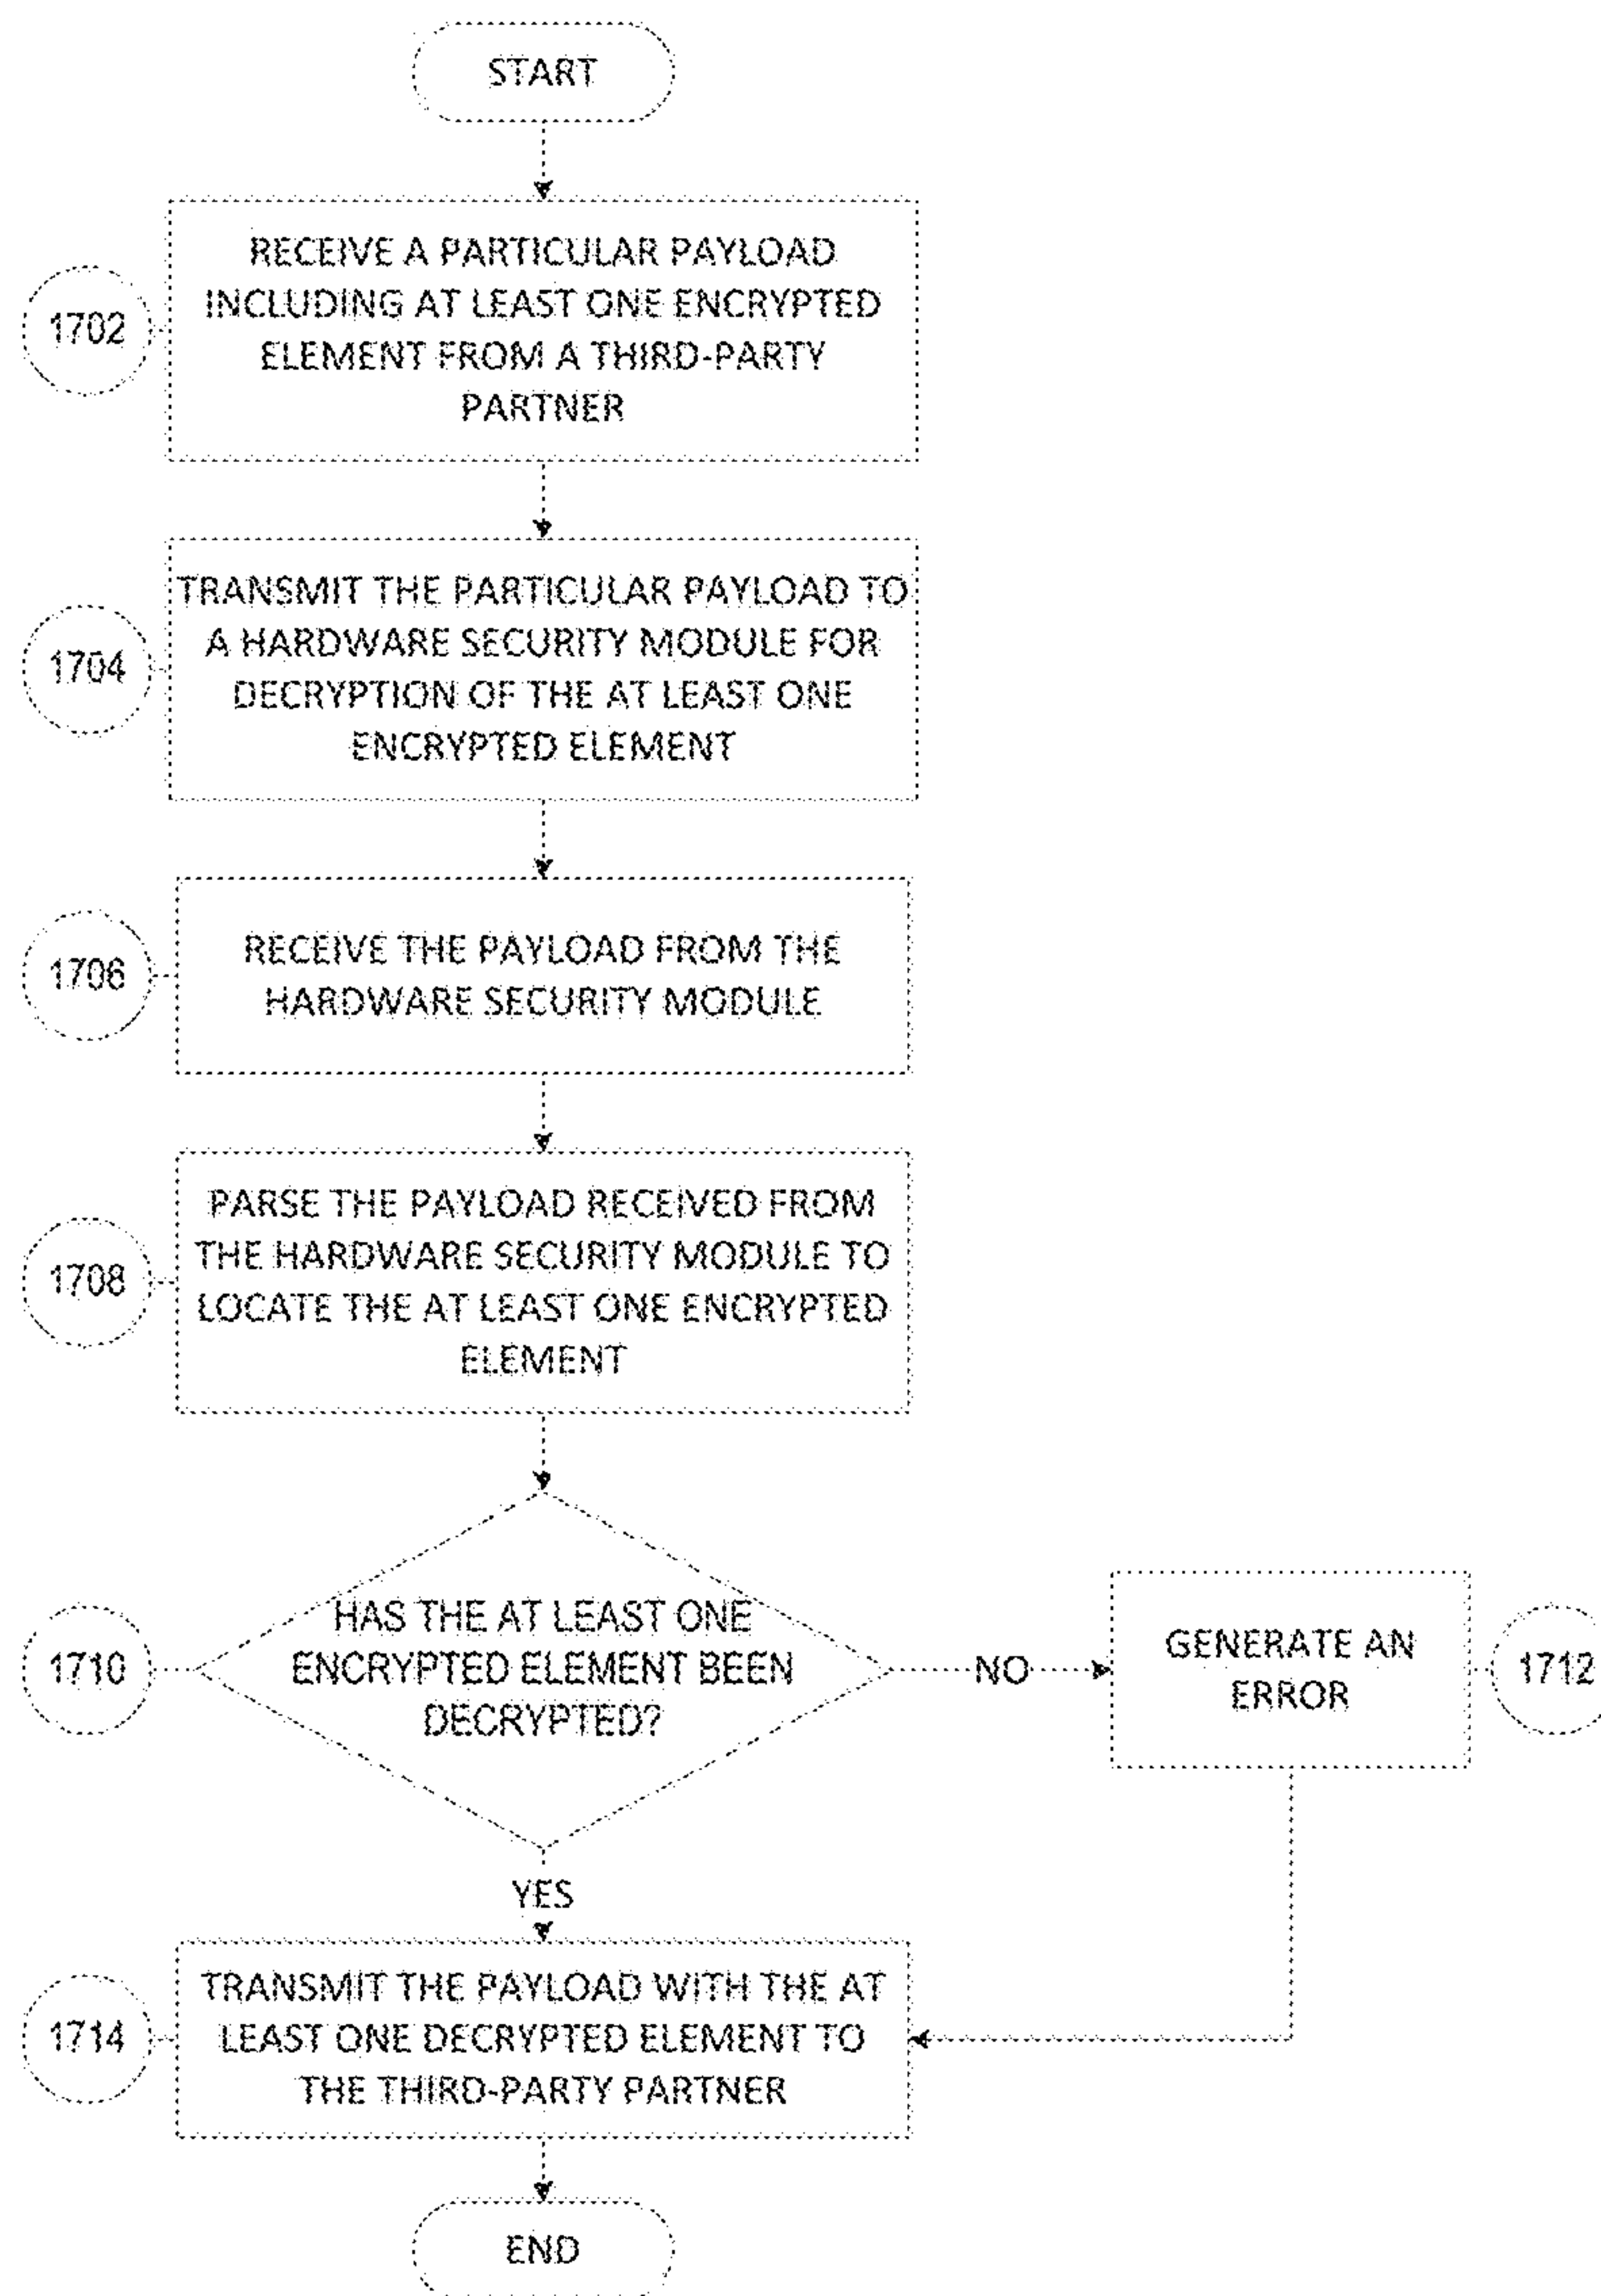 START
RECEIVE A PARTICULAR PAYLOAD
INCLUDING AT LEAST ONE ENCRYPTED
ELEMENT FROM A THIRD-PARTY
PARTNER
1702
TRANSMIT THE PARTICULAR PAYLOAD TO
A HARDWARE SECURITY MODULE FOR
DECRYPTION OF THE AT LEAST ONE
ENCRYPTED ELEMENT
1704
RECEIVE THE PAYLOAD FROM THE
HARDWARE SECURITY MODULE
1706
PARSE THE PAYLOAD RECEIVED FROM
THE HARDWARE SECURITY MODULE TO
LOCATE THE AT LEAST ONE ENCRYPTED
ELEMENT
1708
HAS THE AT LEAST ONE
ENCRYPTED ELEMENT BEEN
DECRYPTED?
1710
NO
GENERATE AN
ERROR
1712
YES
TRANSMIT THE PAYLOAD WITH THE AT
LEAST ONE DECRYPTED ELEMENT TO
THE THIRD-PARTY PARTNER
1714
END